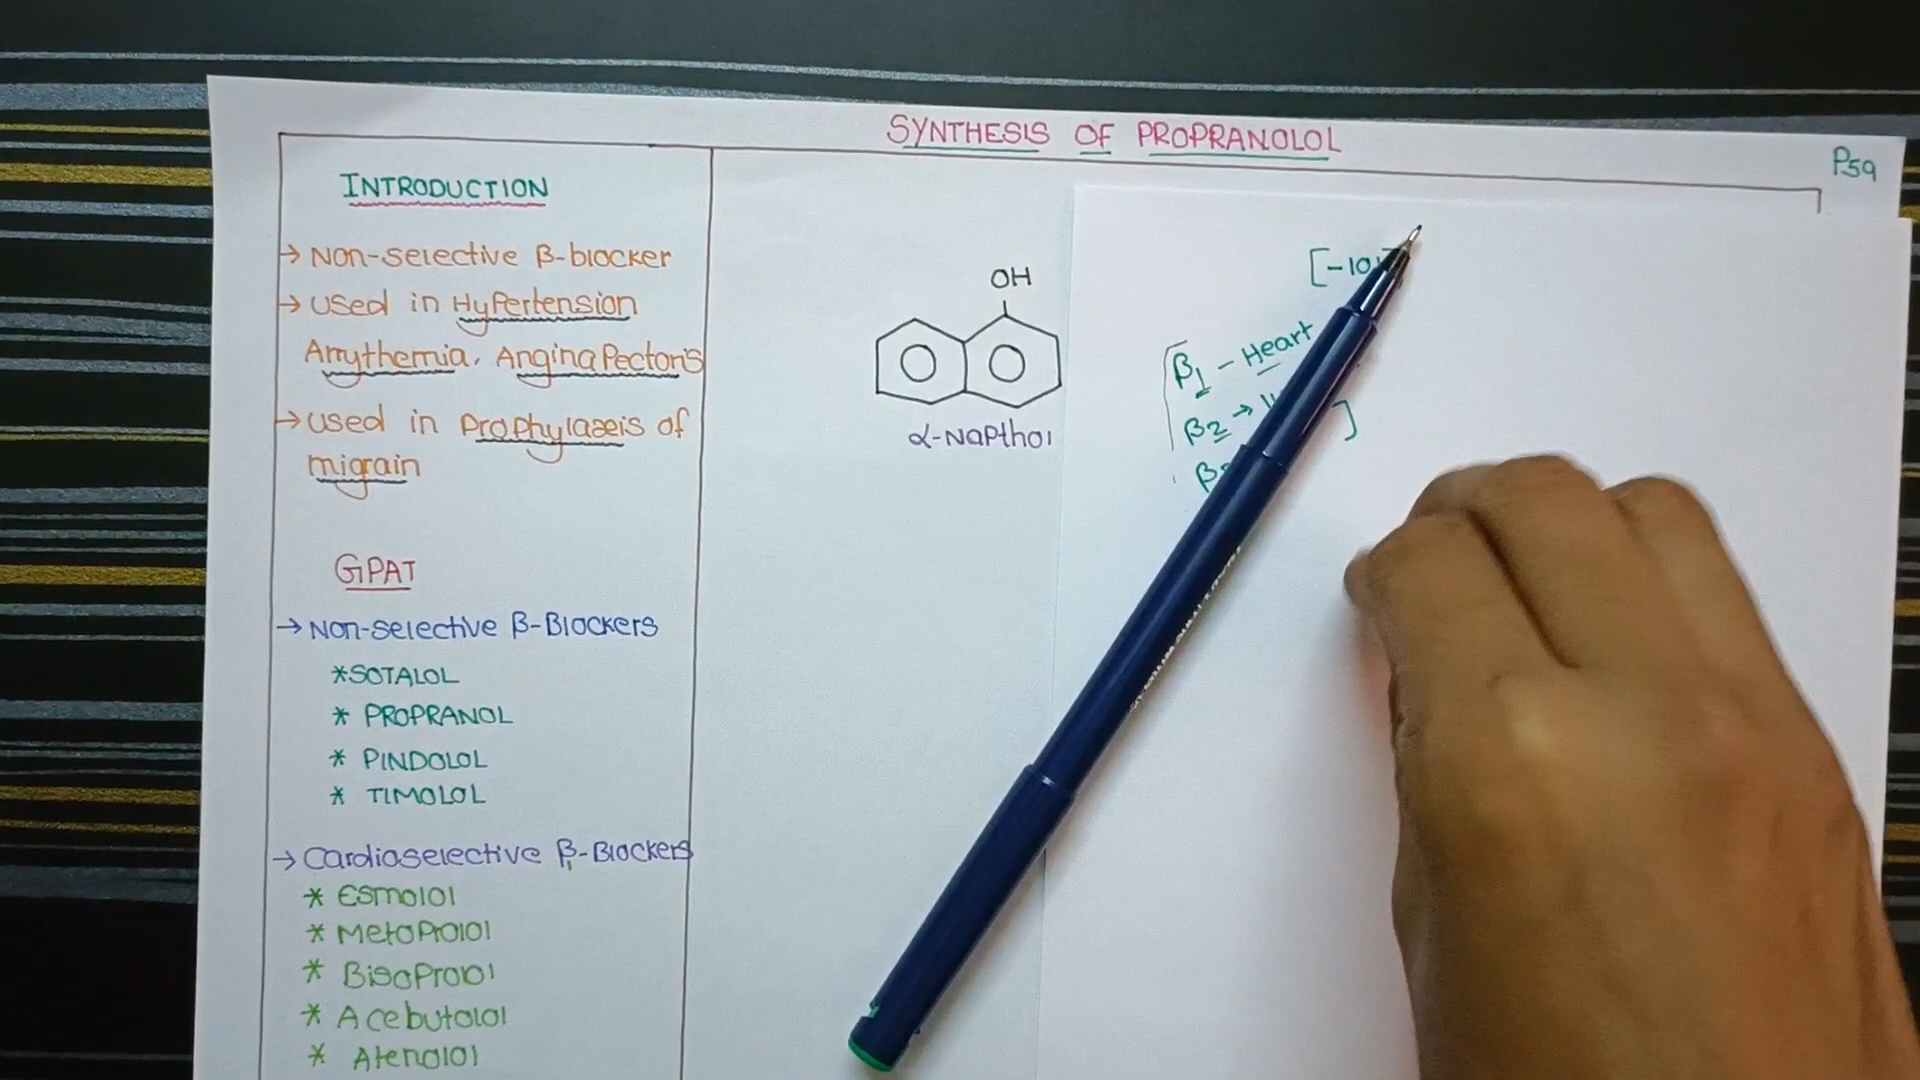 SYNTHESIS OF PROPRANOLOL
P59
INTRODUCTION
→ Non-selective β-blocker
→ used in Hypertension
Arrythemia, Angina Pectoris
→ used in Prophylaxeis of
migrain
GPAT
→ Non-selective β-Blockers
*SOTALOL
* PROPRANOL
* PINDOLOL
* TIMOLOL
→ Cardioselective β1-Blockers
* Esmolol
* Metoprolol
* Bisoprolol
* Acebutolol
* Atenolol
OH
α-Napthol
[-lol
β1 - Heart
β2 →
β